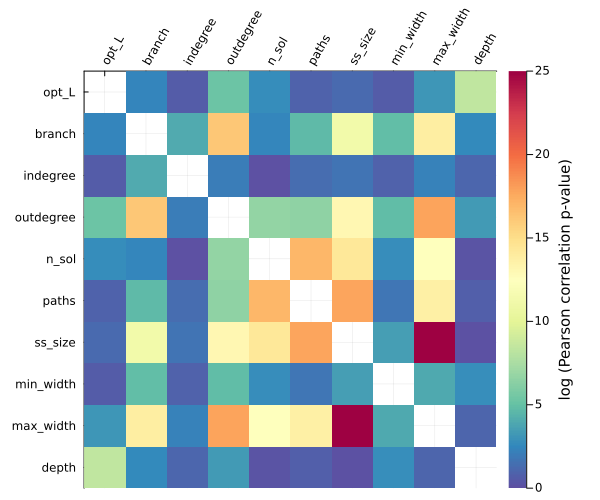 opt_L branch indegree outdegree n_sol paths ss_size min_width max_width depth
opt_L
branch
indegree
outdegree
n_sol
paths
ss_size
min_width
max_width
depth
25
20
15
10
5
0
log (Pearson correlation p-value)